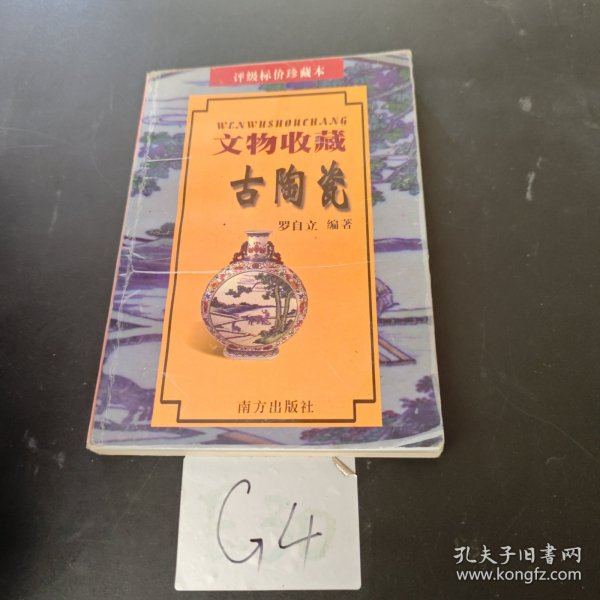 评级标价珍藏本
WENWUSHOUCHANG
文物收藏
古陶瓷
罗自立 编著
南方出版社
G4
孔夫子旧书网
www.kongfz.com